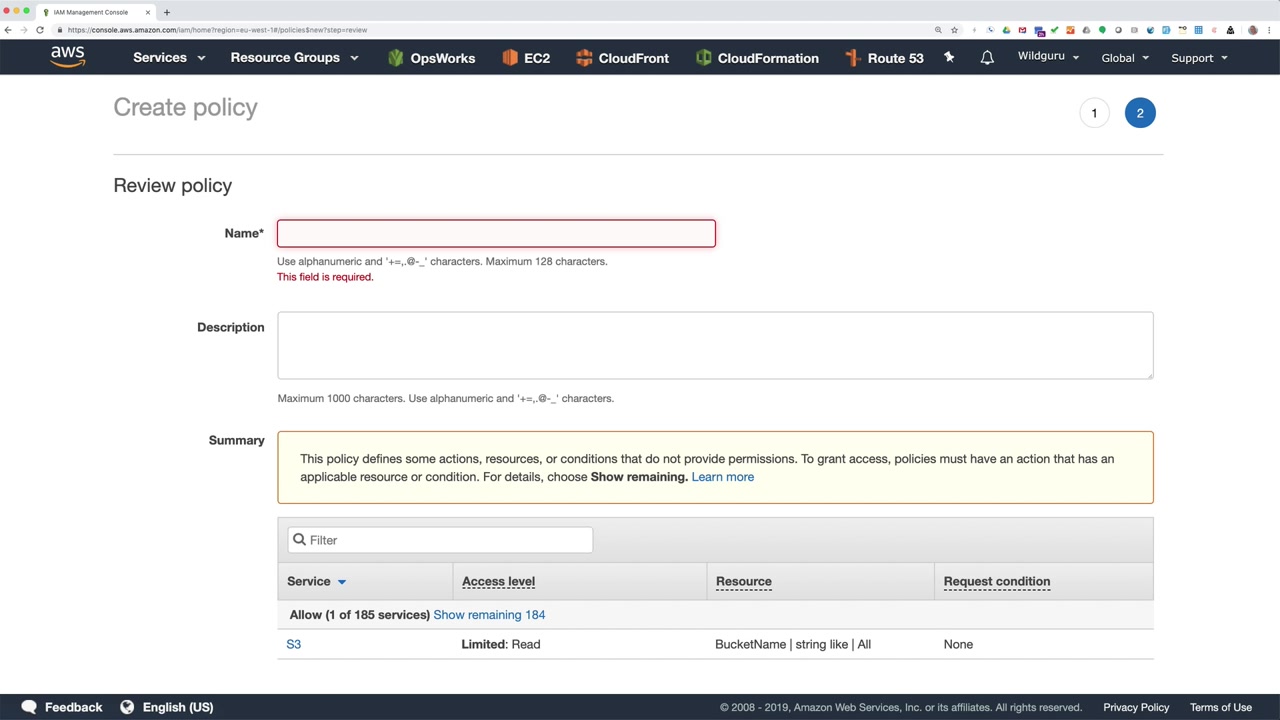 IAM Management Console
https://console.aws.amazon.com/iam/home?region=eu-west-1#/policies$new?step=review
aws Services Resource Groups OpsWorks EC2 CloudFront CloudFormation Route 53 Wildguru Global Support
Create policy
1 2
Review policy
Name*
Use alphanumeric and '+=,.@-_' characters. Maximum 128 characters.
This field is required.
Description
Maximum 1000 characters. Use alphanumeric and '+=,.@-_' characters.
Summary
This policy defines some actions, resources, or conditions that do not provide permissions. To grant access, policies must have an action that has an
applicable resource or condition. For details, choose Show remaining. Learn more
Filter
Service Access level Resource Request condition
Allow (1 of 185 services) Show remaining 184
S3 Limited: Read BucketName | string like | All None
Feedback English (US) © 2008 - 2019, Amazon Web Services, Inc. or its affiliates. All rights reserved. Privacy Policy Terms of Use